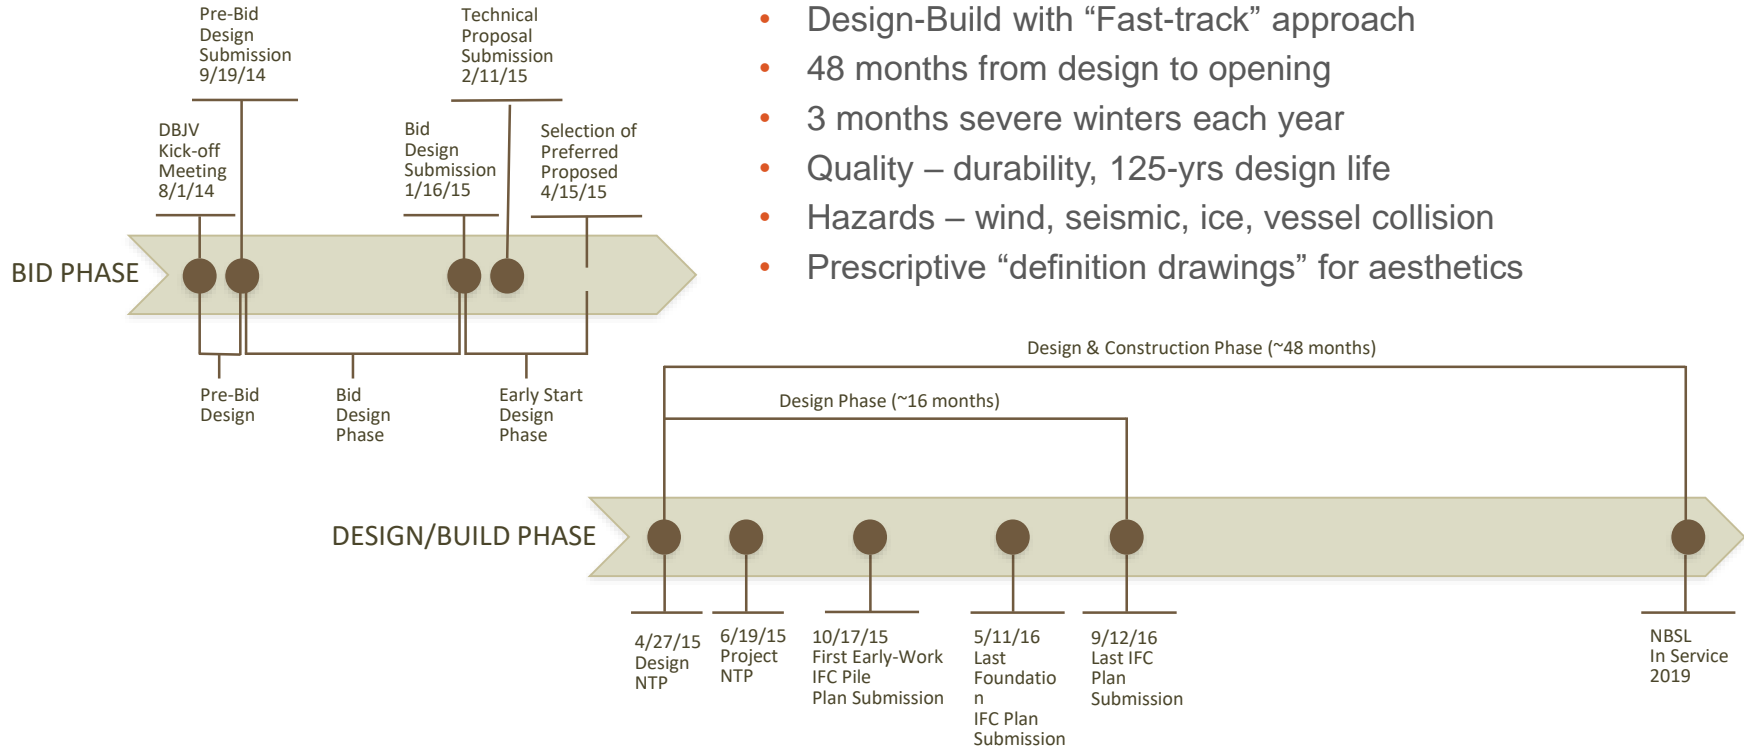 Pre-Bid
Design
Submission
9/19/14
Technical
Proposal
Submission
2/11/15
DBJV
Kick-off
Meeting
8/1/14
Bid
Design
Submission
1/16/15
Selection of
Preferred
Proposed
4/15/15
• Design-Build with “Fast-track” approach
• 48 months from design to opening
• 3 months severe winters each year
• Quality – durability, 125-yrs design life
• Hazards – wind, seismic, ice, vessel collision
• Prescriptive “definition drawings” for aesthetics
BID PHASE
Pre-Bid
Design
Bid
Design
Phase
Early Start
Design
Phase
Design & Construction Phase (~48 months)
Design Phase (~16 months)
DESIGN/BUILD PHASE
4/27/15
Design
NTP
6/19/15
Project
NTP
10/17/15
First Early-Work
IFC Pile
Plan Submission
5/11/16
Last
Foundatio
n
IFC Plan
Submission
9/12/16
Last IFC
Plan
Submission
NBSL
In Service
2019